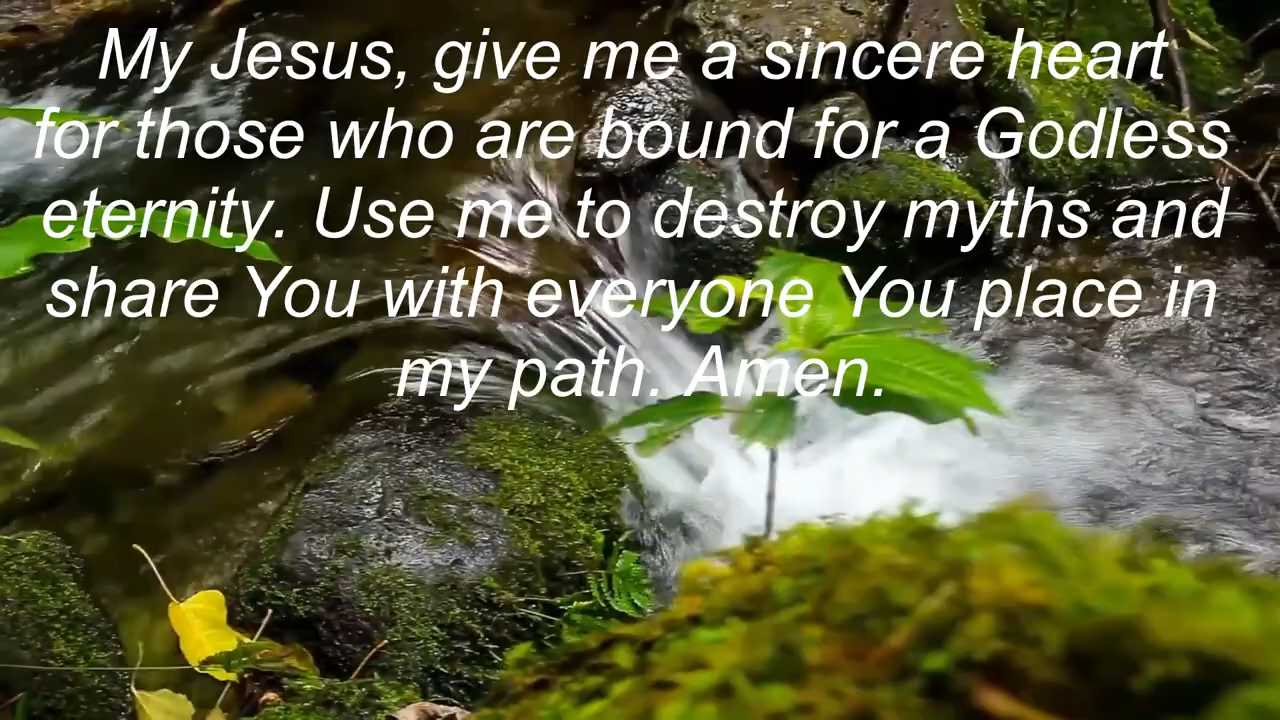 My Jesus, give me a sincere heart
for those who are bound for a Godless
eternity. Use me to destroy myths and
share You with everyone You place in
my path. Amen.